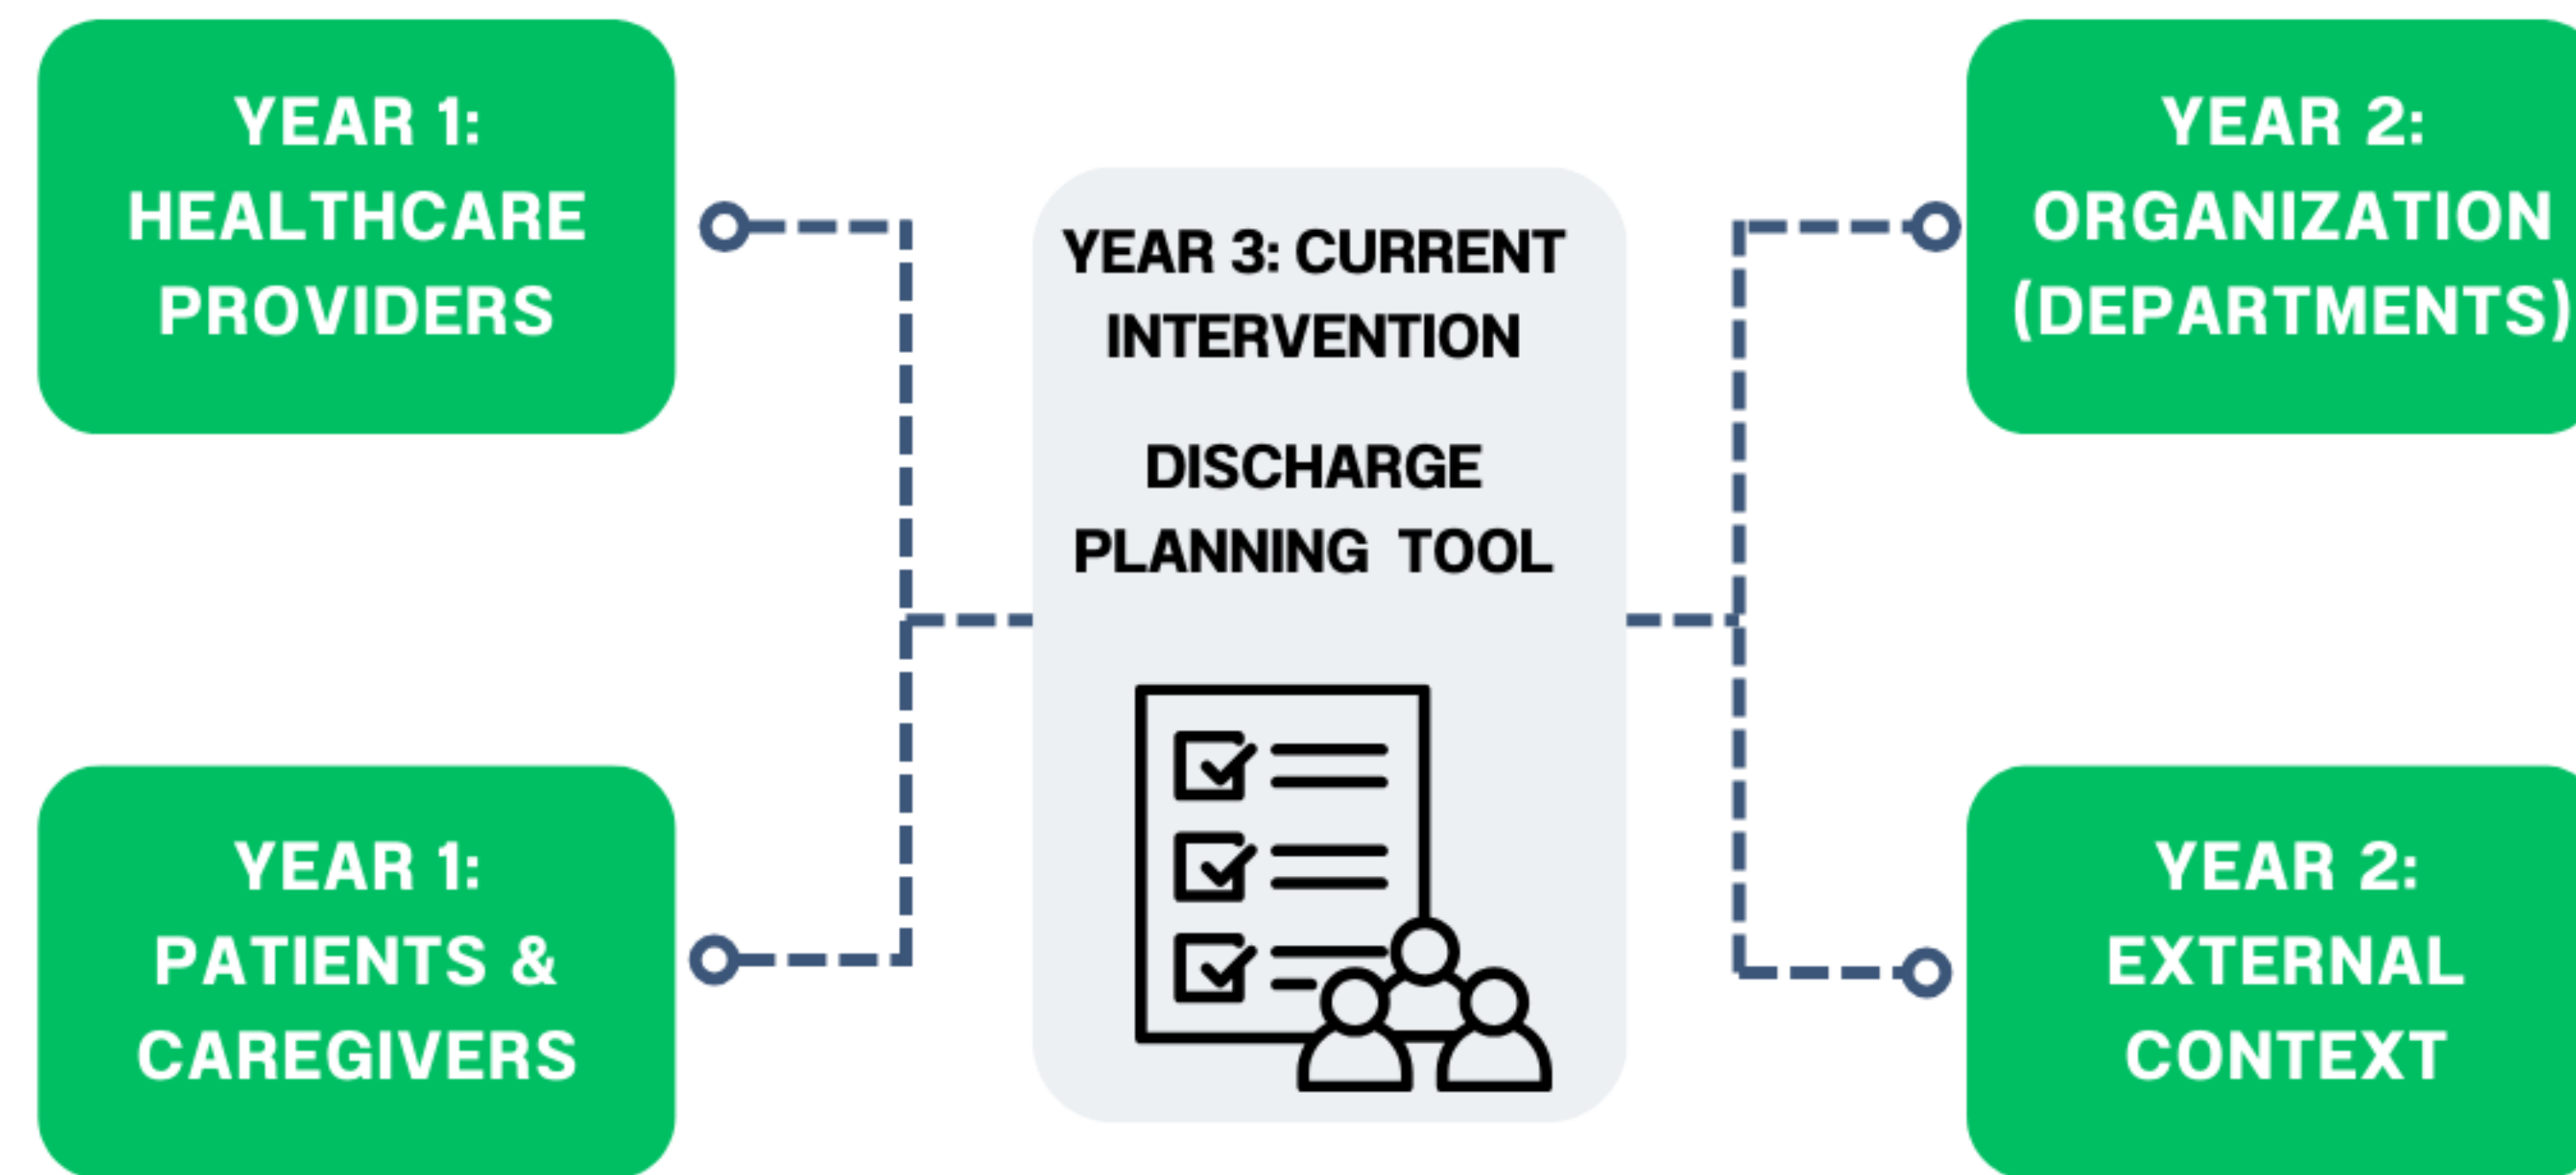 YEAR 1:
HEALTHCARE
PROVIDERS
YEAR 1:
PATIENTS &
CAREGIVERS
YEAR 3: CURRENT
INTERVENTION
DISCHARGE
PLANNING TOOL
YEAR 2:
ORGANIZATION
(DEPARTMENTS)
YEAR 2:
EXTERNAL
CONTEXT